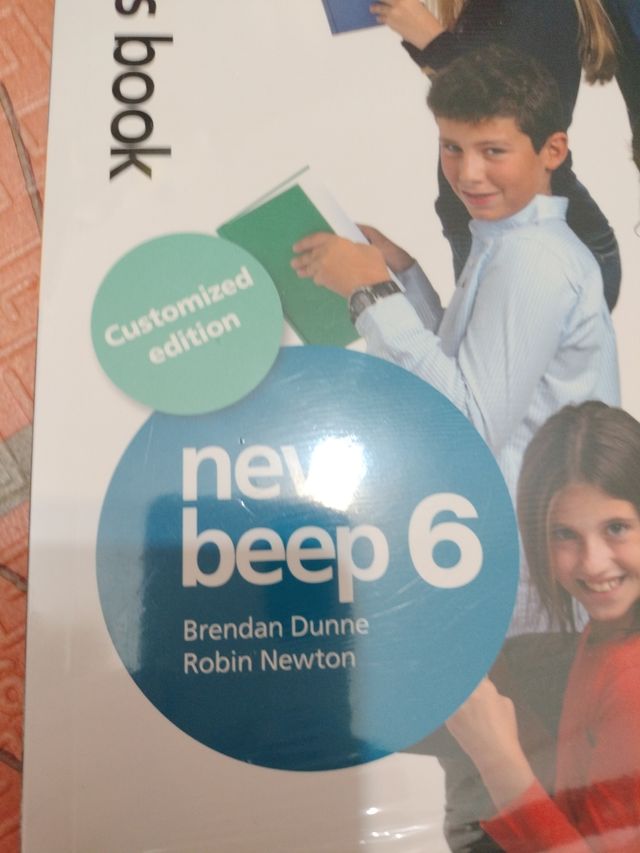 s book
Customized
edition
new
beep 6
Brendan Dunne
Robin Newton